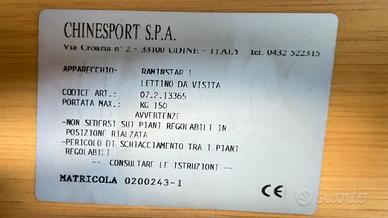 CHINESPORT S.P.A.
Via Croazia n° 2 - 33100 UDINE - ITALY tel. 0432 522315
APPARECCHIO: RAMINSTAR 1
LETTINO DA VISITA
CODICE ART.: 07.2.13365
PORTATA MAX.: KG 150
AVVERTENZE
-NON SEDERSI SUI PIANI REGOLABILI IN
POSIZIONE RIALZATA
-PERICOLO DI SCHIACCIAMENTO TRA I PIANI
REGOLABILI
-- CONSULTARE LE ISTRUZIONI --
MATRICOLA 0200243-1
CE
subito